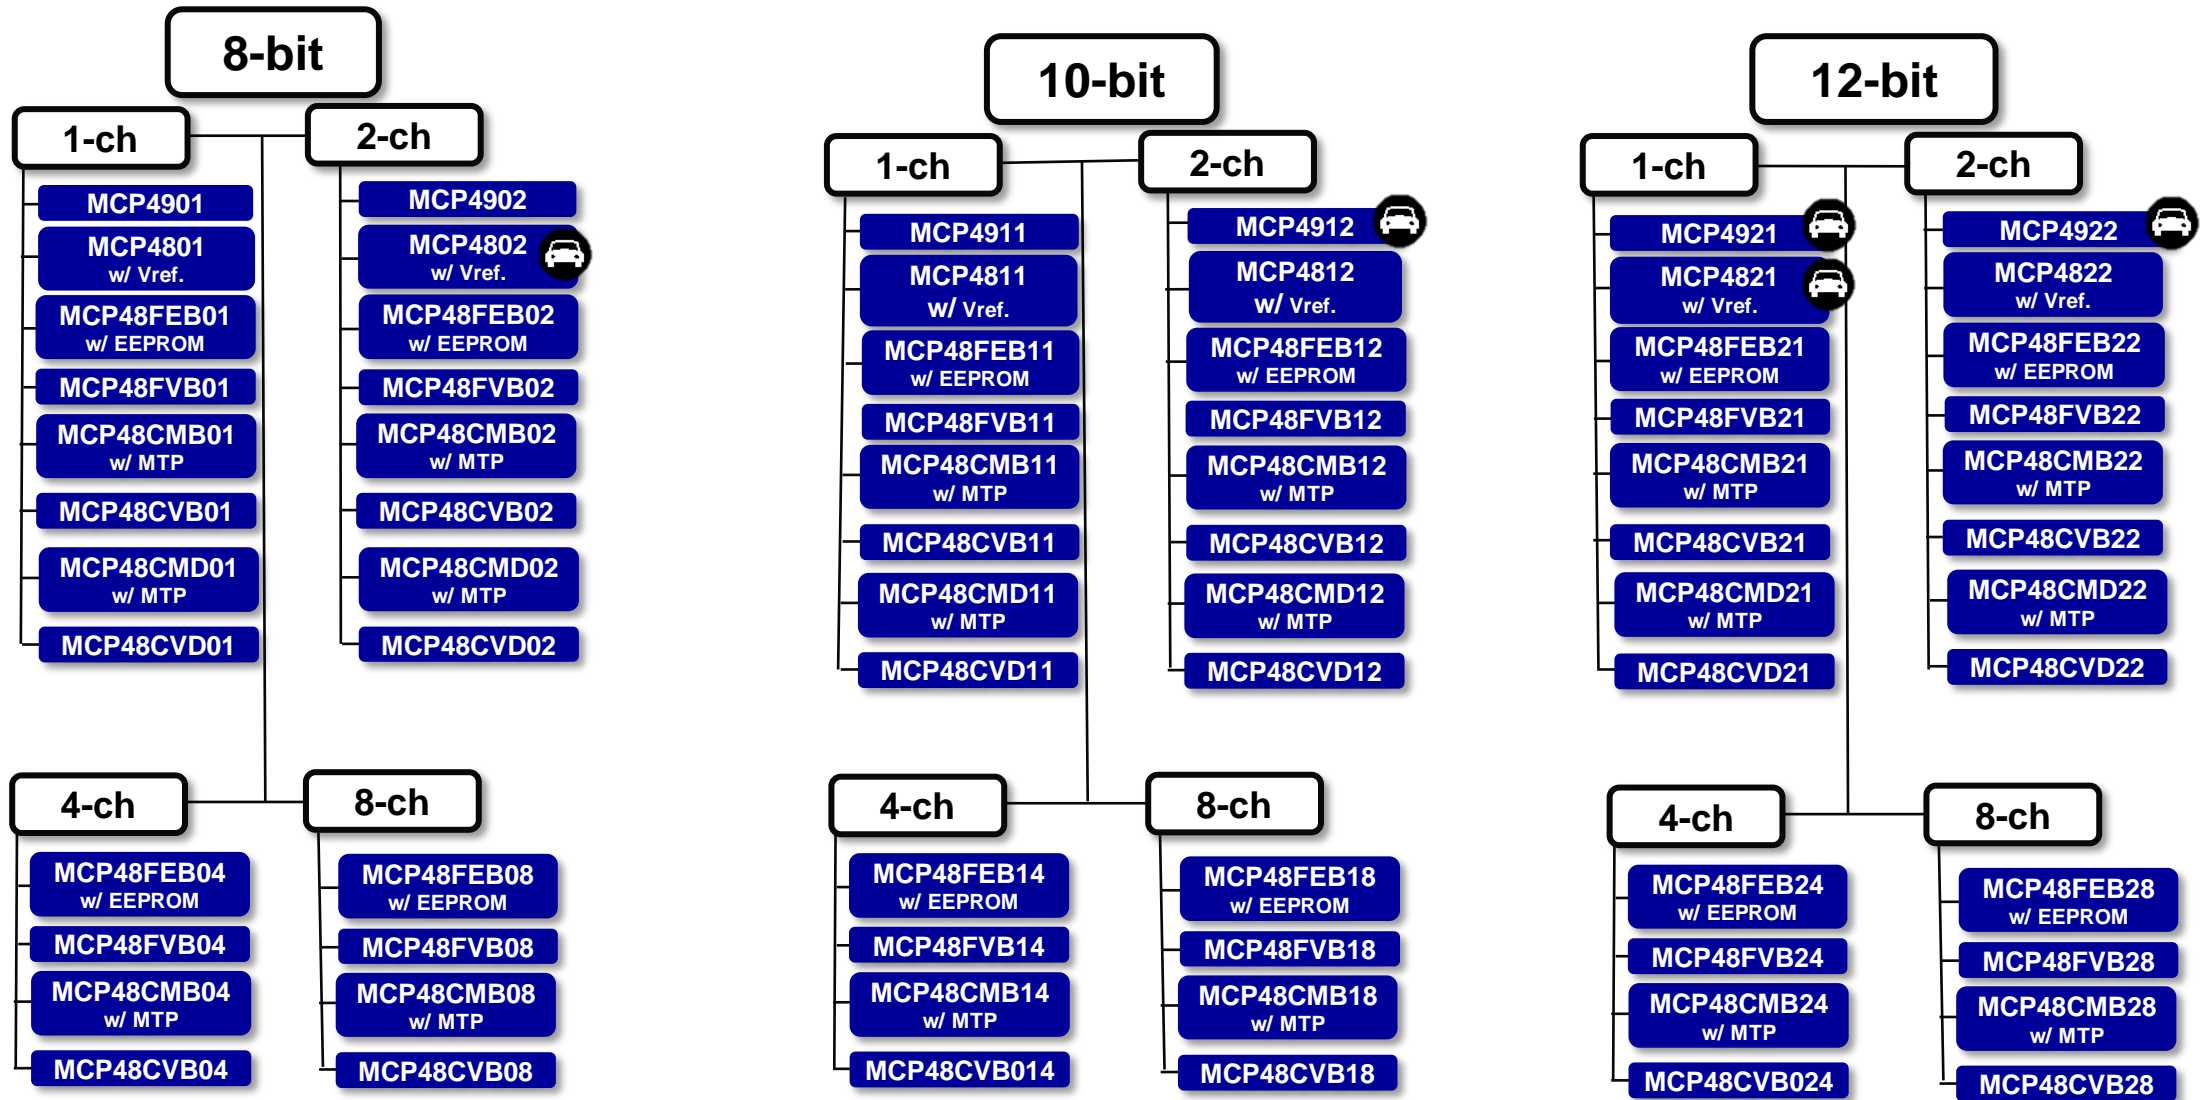 8-bit
1-ch
MCP4901
MCP4801
w/ Vref.
MCP48FEB01
w/ EEPROM
MCP48FVB01
MCP48CMB01
w/ MTP
MCP48CVB01
MCP48CMD01
w/ MTP
MCP48CVD01
2-ch
MCP4902
MCP4802
w/ Vref.
MCP48FEB02
w/ EEPROM
MCP48FVB02
MCP48CMB02
w/ MTP
MCP48CVB02
MCP48CMD02
w/ MTP
MCP48CVD02
4-ch
MCP48FEB04
w/ EEPROM
MCP48FVB04
MCP48CMB04
w/ MTP
MCP48CVB04
8-ch
MCP48FEB08
w/ EEPROM
MCP48FVB08
MCP48CMB08
w/ MTP
MCP48CVB08
10-bit
1-ch
MCP4911
MCP4811
w/ Vref.
MCP48FEB11
w/ EEPROM
MCP48FVB11
MCP48CMB11
w/ MTP
MCP48CVB11
MCP48CMD11
w/ MTP
MCP48CVD11
2-ch
MCP4912
MCP4812
w/ Vref.
MCP48FEB12
w/ EEPROM
MCP48FVB12
MCP48CMB12
w/ MTP
MCP48CVB12
MCP48CMD12
w/ MTP
MCP48CVD12
4-ch
MCP48FEB14
w/ EEPROM
MCP48FVB14
MCP48CMB14
w/ MTP
MCP48CVB014
8-ch
MCP48FEB18
w/ EEPROM
MCP48FVB18
MCP48CMB18
w/ MTP
MCP48CVB18
12-bit
1-ch
MCP4921
MCP4821
w/ Vref.
MCP48FEB21
w/ EEPROM
MCP48FVB21
MCP48CMB21
w/ MTP
MCP48CVB21
MCP48CMD21
w/ MTP
MCP48CVD21
2-ch
MCP4922
MCP4822
w/ Vref.
MCP48FEB22
w/ EEPROM
MCP48FVB22
MCP48CMB22
w/ MTP
MCP48CVB22
MCP48CMD22
w/ MTP
MCP48CVD22
4-ch
MCP48FEB24
w/ EEPROM
MCP48FVB24
MCP48CMB24
w/ MTP
MCP48CVB024
8-ch
MCP48FEB28
w/ EEPROM
MCP48FVB28
MCP48CMB28
w/ MTP
MCP48CVB28